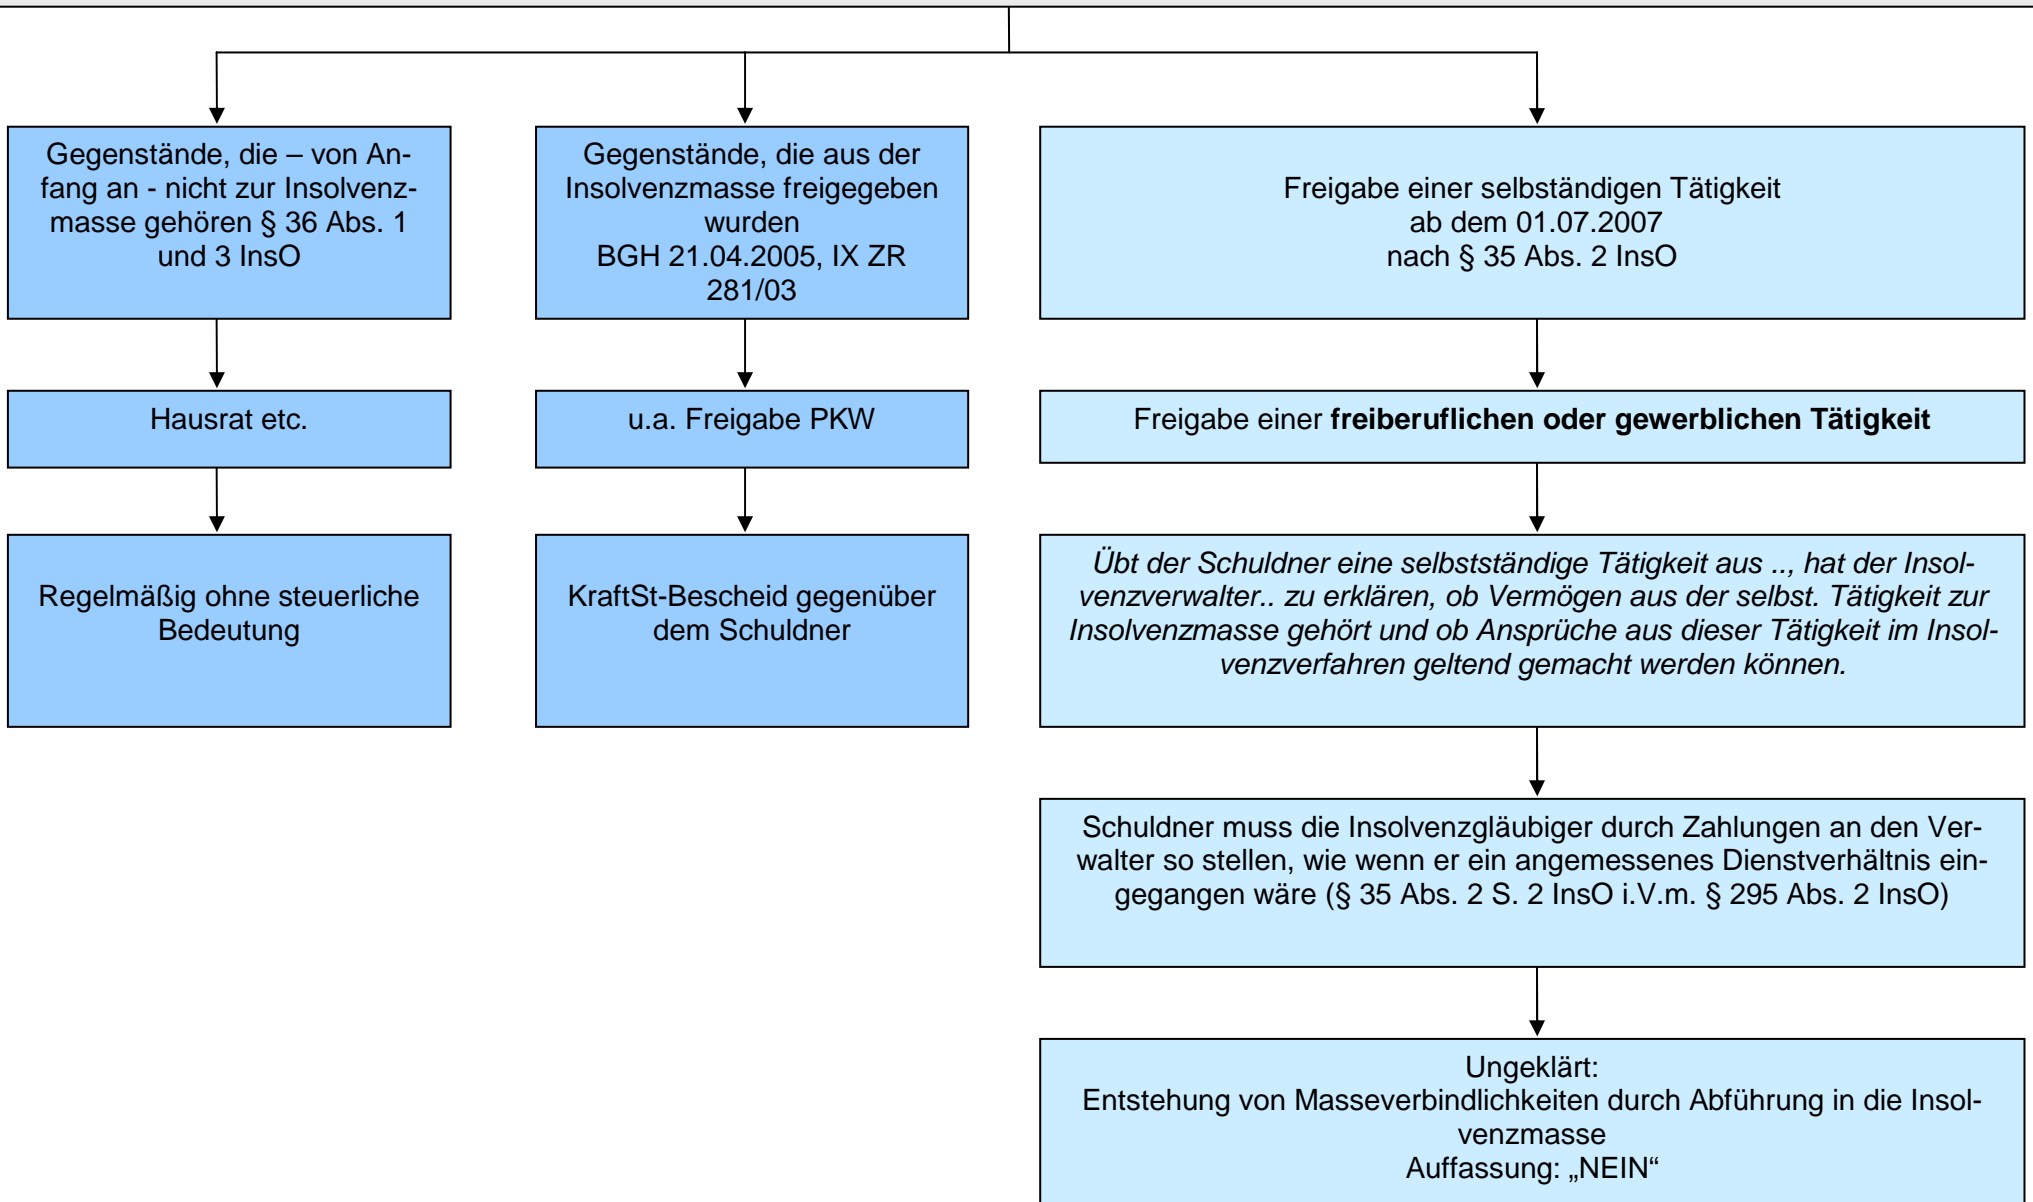 Gegenstände, die – von An-
fang an - nicht zur Insolvenz-
masse gehören § 36 Abs. 1
und 3 InsO
Hausrat etc.
Regelmäßig ohne steuerliche
Bedeutung
Gegenstände, die aus der
Insolvenzmasse freigegeben
wurden
BGH 21.04.2005, IX ZR
281/03
u.a. Freigabe PKW
KraftSt-Bescheid gegenüber
dem Schuldner
Freigabe einer selbständigen Tätigkeit
ab dem 01.07.2007
nach § 35 Abs. 2 InsO
Freigabe einer freiberuflichen oder gewerblichen Tätigkeit
Übt der Schuldner eine selbstständige Tätigkeit aus .., hat der Insol-
venzverwalter.. zu erklären, ob Vermögen aus der selbst. Tätigkeit zur
Insolvenzmasse gehört und ob Ansprüche aus dieser Tätigkeit im Insol-
venzverfahren geltend gemacht werden können.
Schuldner muss die Insolvenzgläubiger durch Zahlungen an den Ver-
walter so stellen, wie wenn er ein angemessenes Dienstverhältnis ein-
gegangen wäre (§ 35 Abs. 2 S. 2 InsO i.V.m. § 295 Abs. 2 InsO)
Ungeklärt:
Entstehung von Masseverbindlichkeiten durch Abführung in die Insol-
venzmasse
Auffassung: „NEIN“